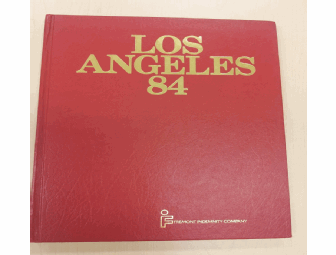 LOS
ANGELES
84
FREMONT INDEMNITY COMPANY